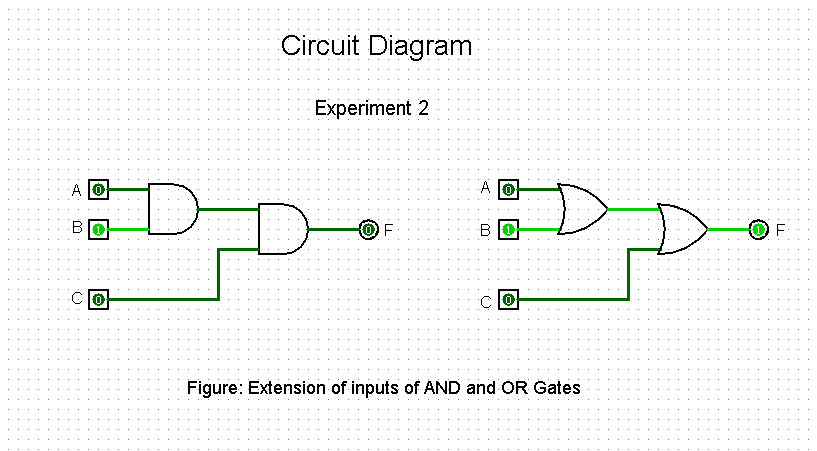 Circuit Diagram
Experiment 2
A 0
B 1
F 0
C 0
A 0
B 1
F 1
C 0
Figure: Extension of inputs of AND and OR Gates